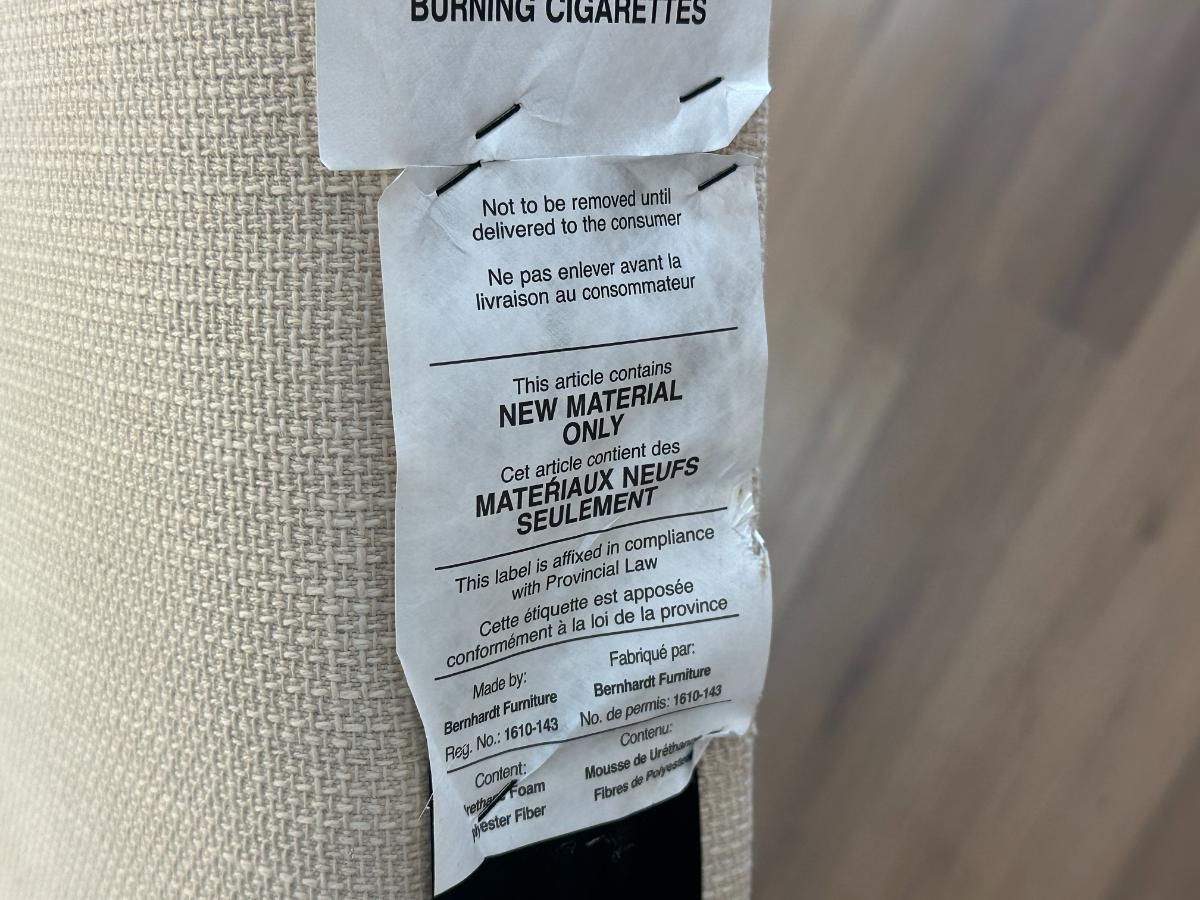 BURNING CIGARETTES
Not to be removed until
delivered to the consumer
Ne pas enlever avant la
livraison au consommateur
This article contains
NEW MATERIAL
ONLY
Cet article contient des
MATERÍAUX NEUFS
SEULEMENT
This label is affixed in compliance
with Provincial Law
Cette étiquette est apposée
conformément à la loi de la province
Made by:
Bernhardt Furniture
Reg. No.: 1610-143
Fabriqué par:
Bernhardt Furniture
No. de permis: 1610-143
Content:
Foam
Fiber
Contenu:
Mousse de
Fibres de